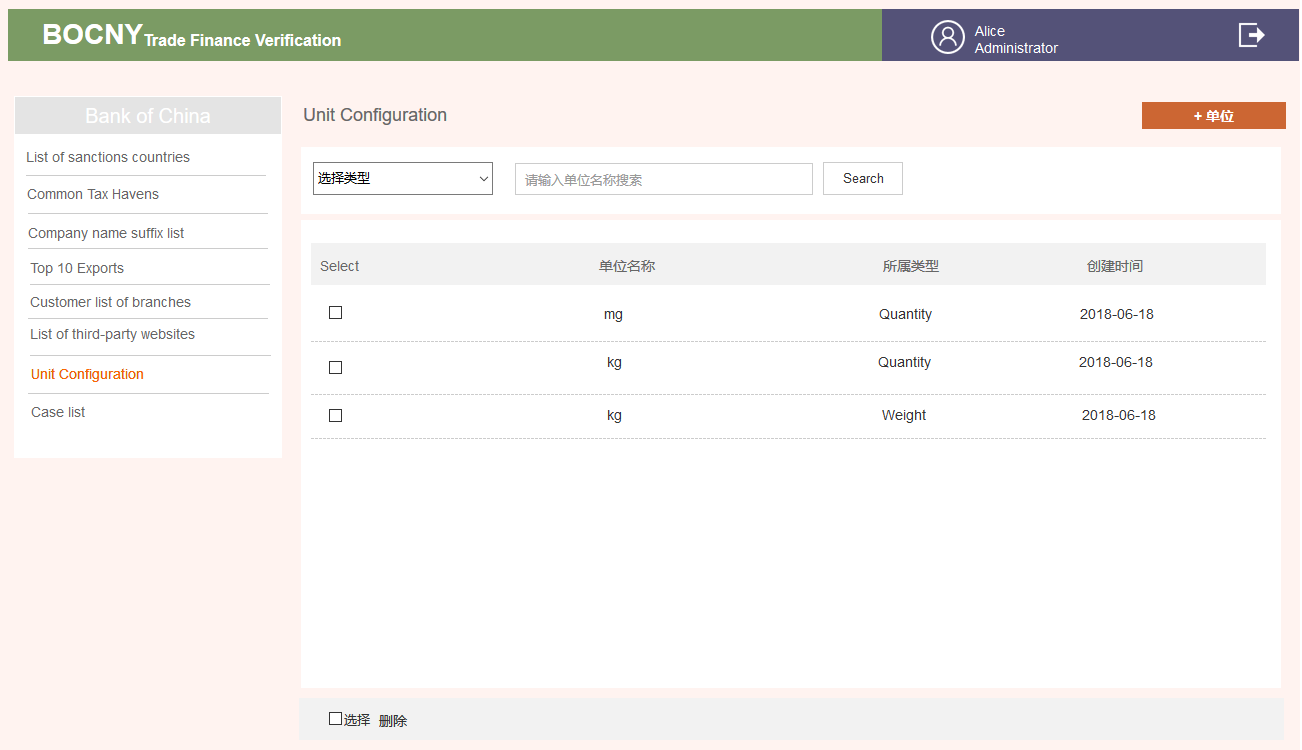 BOCNY Trade Finance Verification
Alice
Administrator
Bank of China
List of sanctions countries
Common Tax Havens
Company name suffix list
Top 10 Exports
Customer list of branches
List of third-party websites
Unit Configuration
Case list
Unit Configuration
+ 单位
选择类型
请输入单位名称搜索
Search
Select 单位名称 所属类型 创建时间
mg Quantity 2018-06-18
kg Quantity 2018-06-18
kg Weight 2018-06-18
选择 删除